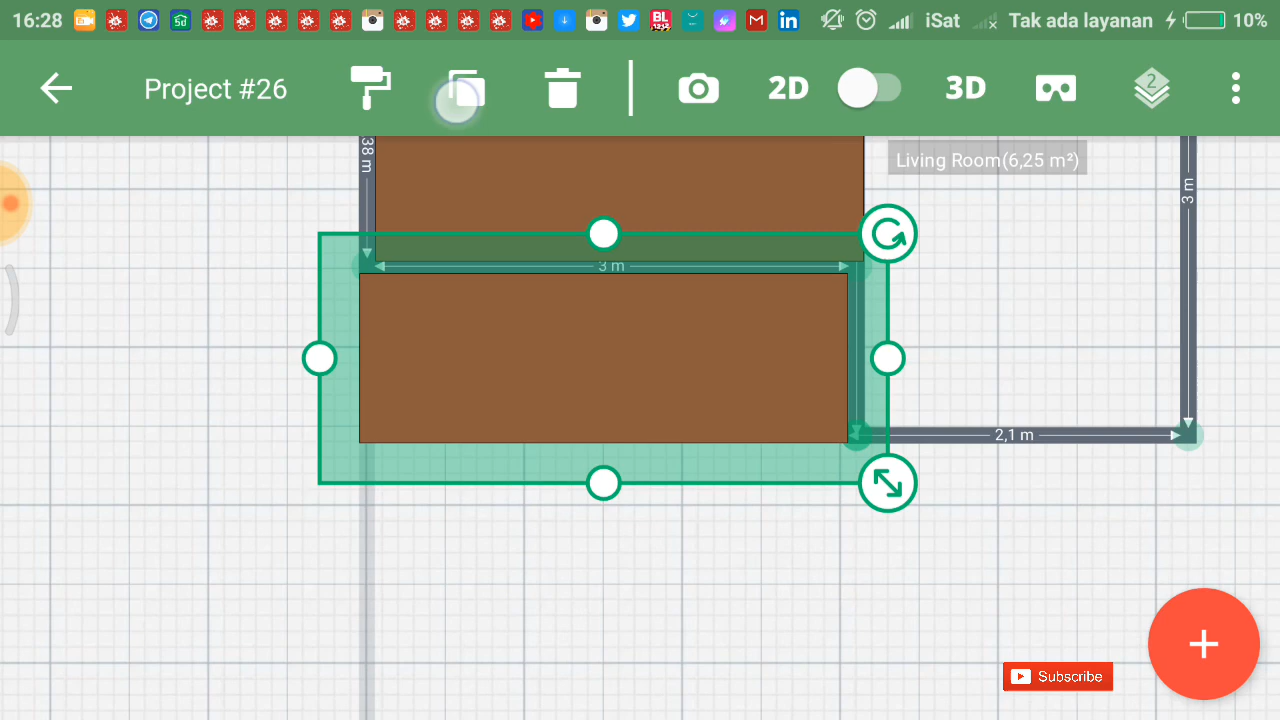 16:28 iSat Tak ada layanan 10%
Project #26 2D 3D 2
38 m
Living Room(6,25 m²)
3 m
3 m
2,1 m
Subscribe